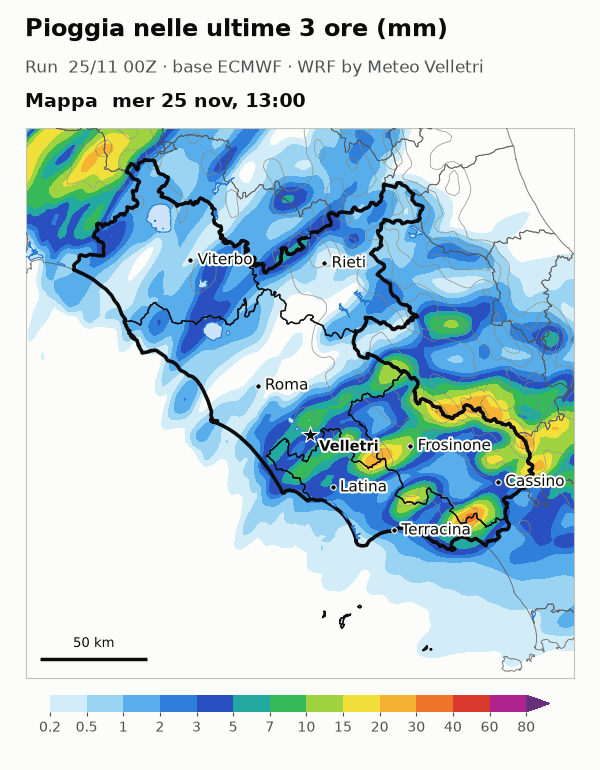 Pioggia nelle ultime 3 ore (mm)
Run 25/11 00Z · base ECMWF · WRF by Meteo Velletri
Mappa mer 25 nov, 13:00
Viterbo
Rieti
Roma
Velletri
Frosinone
Cassino
Latina
Terracina
50 km
0.2 0.5 1 2 3 5 7 10 15 20 30 40 60 80